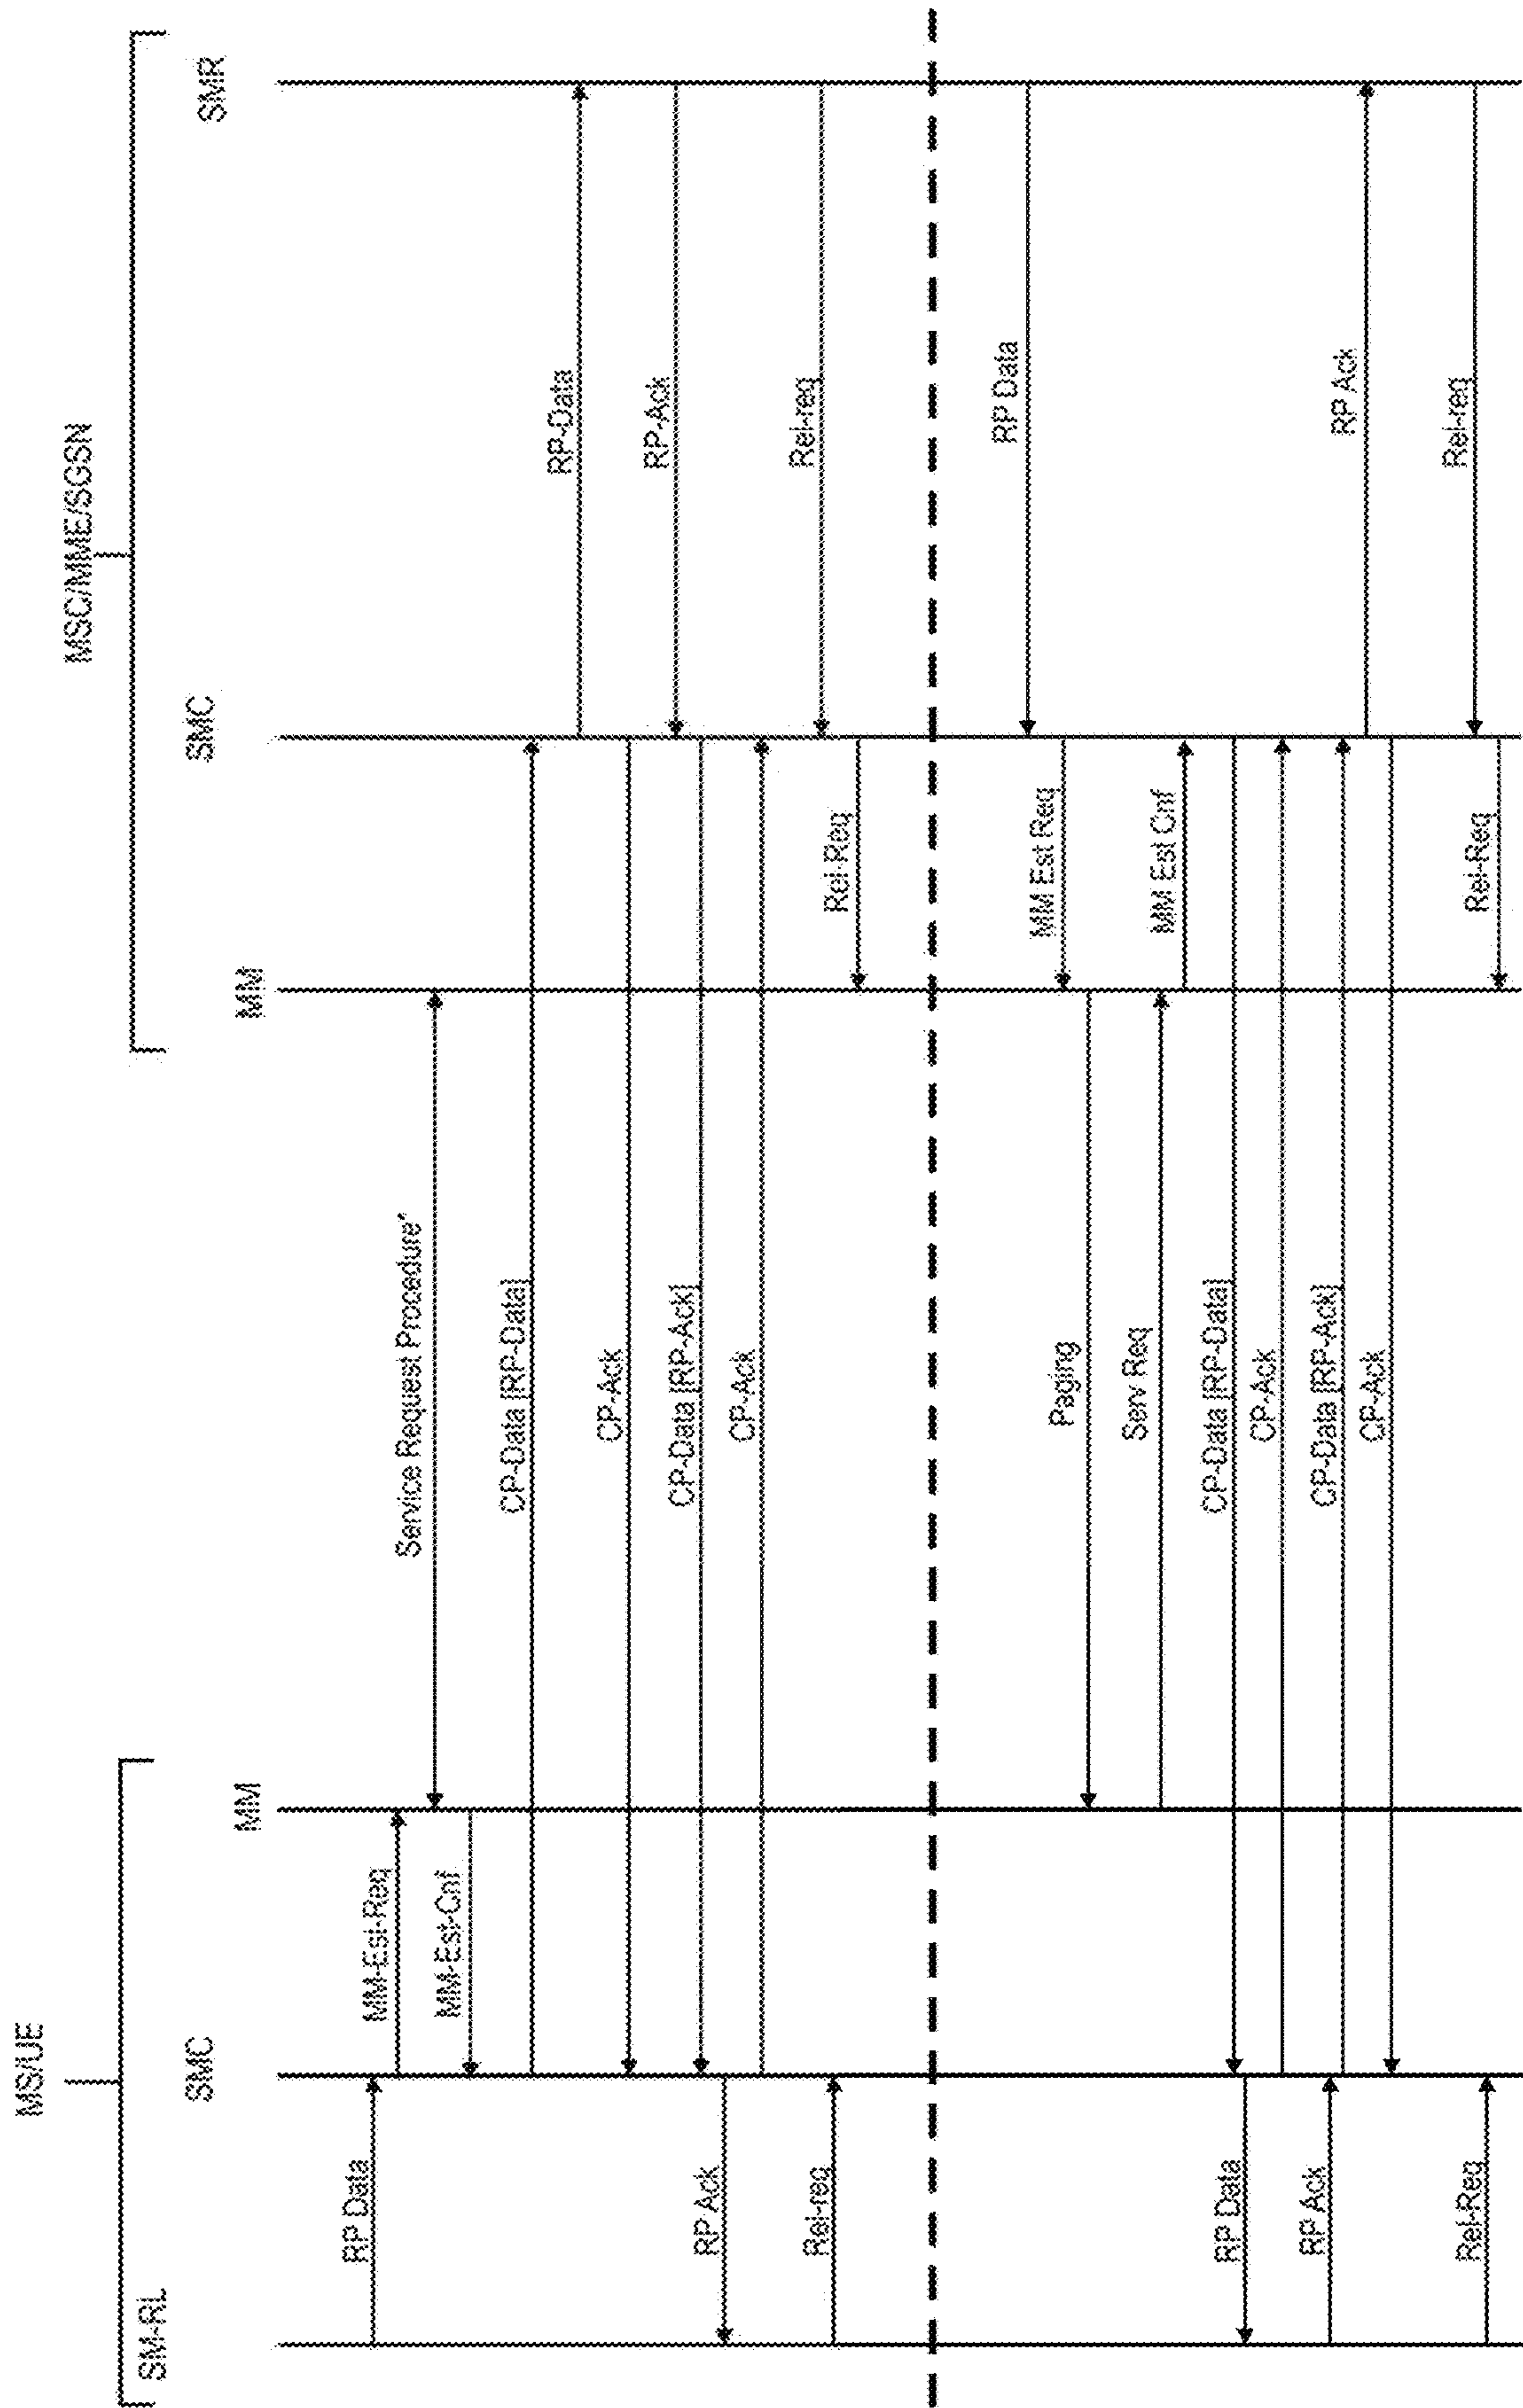 MS/UE
MSC/MME/SGSN
SM-RL
SMC
MM
MM
SMC
SMR
RP Data
MM-Est-Req
Service Request Procedure*
MM-Est-Cnf
CP-Data [RP-Data]
RP-Data
CP-Ack
RP-Ack
CP-Data [RP-Ack]
RP Ack
CP-Ack
Rel-req
Rel-req
Rel-Req
RP Data
MM Est Req
Paging
Serv Req
MM Est Cnf
CP-Data [RP-Data]
RP Data
CP-Ack
RP Ack
CP-Data [RP-Ack]
RP Ack
CP-Ack
Rel-req
Rel-Req
Rel-Req